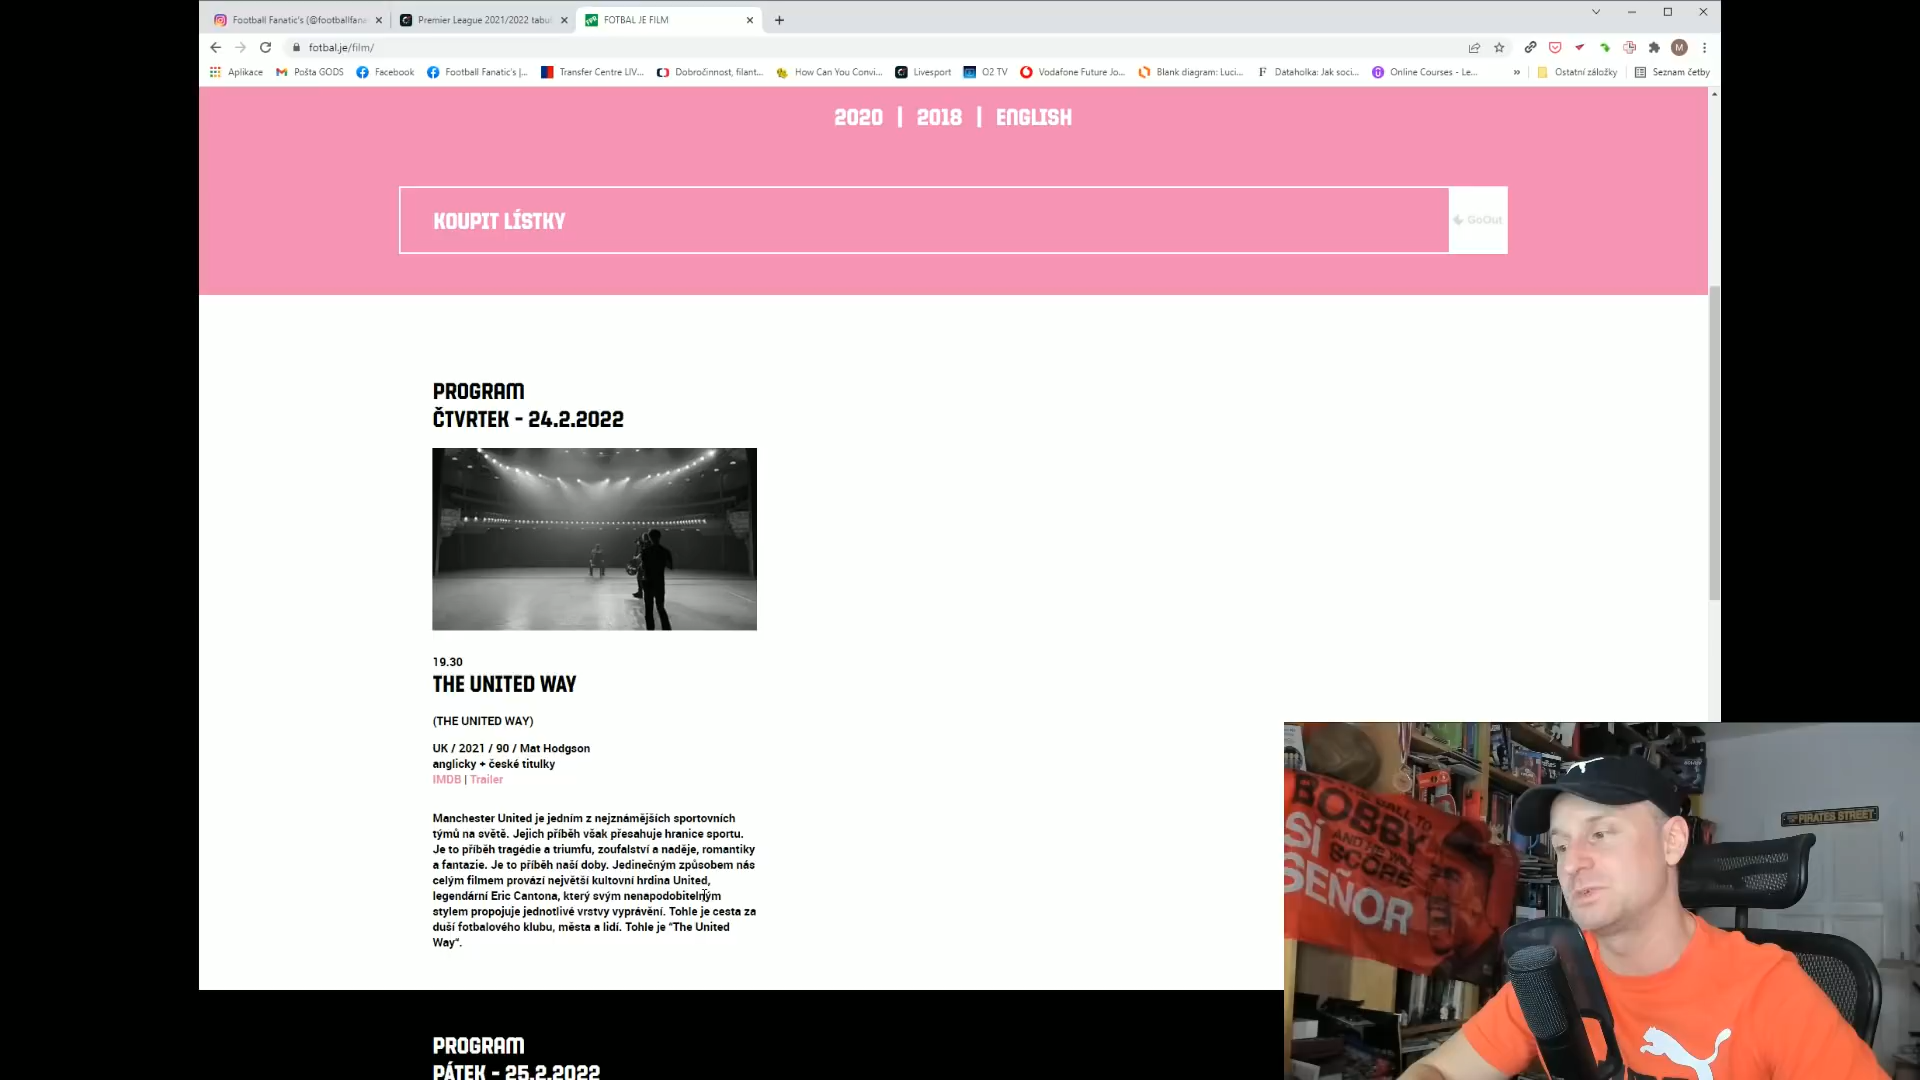 Football Fanatic's (@footballfana
Premier League 2021/2022 tabu
FOTBAL JE FILM
fotbal.je/film/
M
Aplikace
Pošta GODS
Facebook
Football Fanatic's |...
Transfer Centre LIV...
Dobročinnost, filant...
How Can You Convi...
Livesport
O2 TV
Vodafone Future Jo...
Blank diagram: Luci...
Dataholka: Jak soci...
Online Courses - Le...
»
Ostatní záložky
Seznam četby
2020 | 2018 | ENGLISH
KOUPIT LÍSTKY
GoOut
PROGRAM
ČTVRTEK - 24.2.2022
19.30
THE UNITED WAY
(THE UNITED WAY)
UK / 2021 / 90 / Mat Hodgson
anglicky + české titulky
IMDB | Trailer
Manchester United je jedním z nejznámějších sportovních
týmů na světě. Jejich příběh však přesahuje hranice sportu.
Je to příběh tragédie a triumfu, zoufalství a naděje, romantiky
a fantazie. Je to příběh naší doby. Jedinečným způsobem nás
celým filmem provází největší kultovní hrdina United,
legendární Eric Cantona, který svým nenapodobitelným
stylem propojuje jednotlivé vrstvy vyprávění. Tohle je cesta za
duší fotbalového klubu, města a lidí. Tohle je "The United
Way".
PROGRAM
PÁTEK - 25.2.2022
BALL TO
BOBBY
AND HE WILL
SCORE
SÍ
SEÑOR
PIRATES STREET